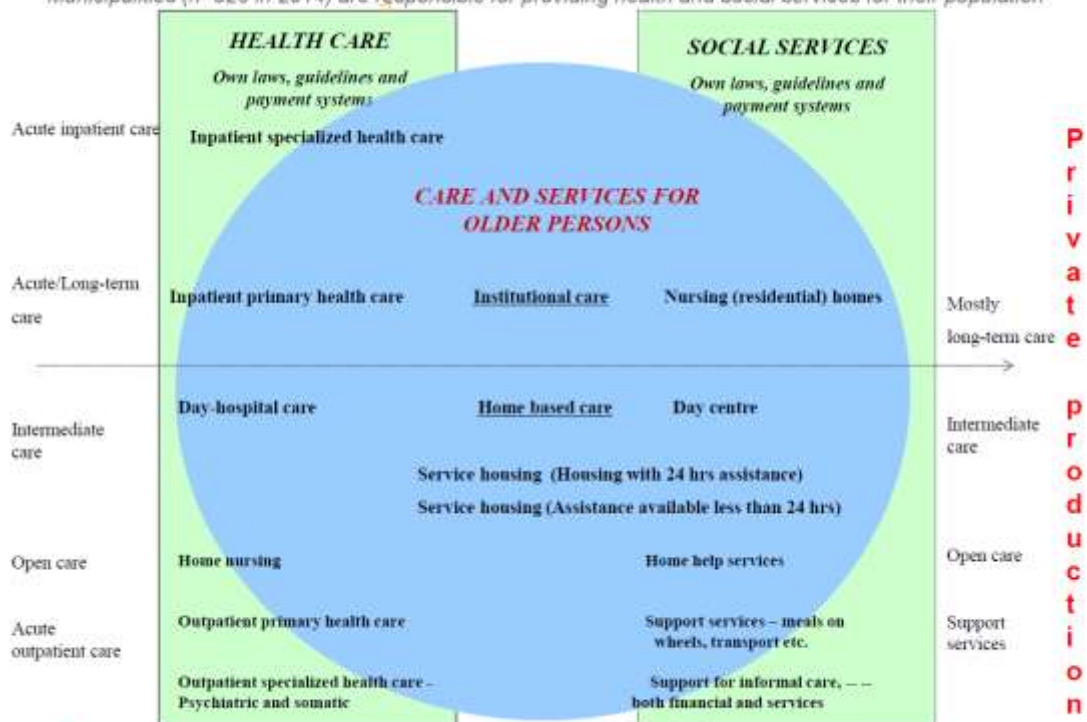 Municipalities (n=320 in 2014) are responsible for providing health and social services for their population
HEALTH CARE
Own laws, guidelines and
payment systems
SOCIAL SERVICES
Own laws, guidelines and
payment systems
Acute inpatient care
Inpatient specialized health care
CARE AND SERVICES FOR
OLDER PERSONS
Acute/Long-term
care
Inpatient primary health care
Institutional care
Nursing (residential) homes
Mostly
long-term care
Day-hospital care
Home based care
Day centre
Intermediate
care
Intermediate
care
Service housing (Housing with 24 hrs assistance)
Service housing (Assistance available less than 24 hrs)
Open care
Home nursing
Home help services
Open care
Acute
outpatient care
Outpatient primary health care
Support services – meals on
wheels, transport etc.
Support
services
Outpatient specialized health care –
Psychiatric and somatic
Support for informal care, – –
both financial and services
Private production